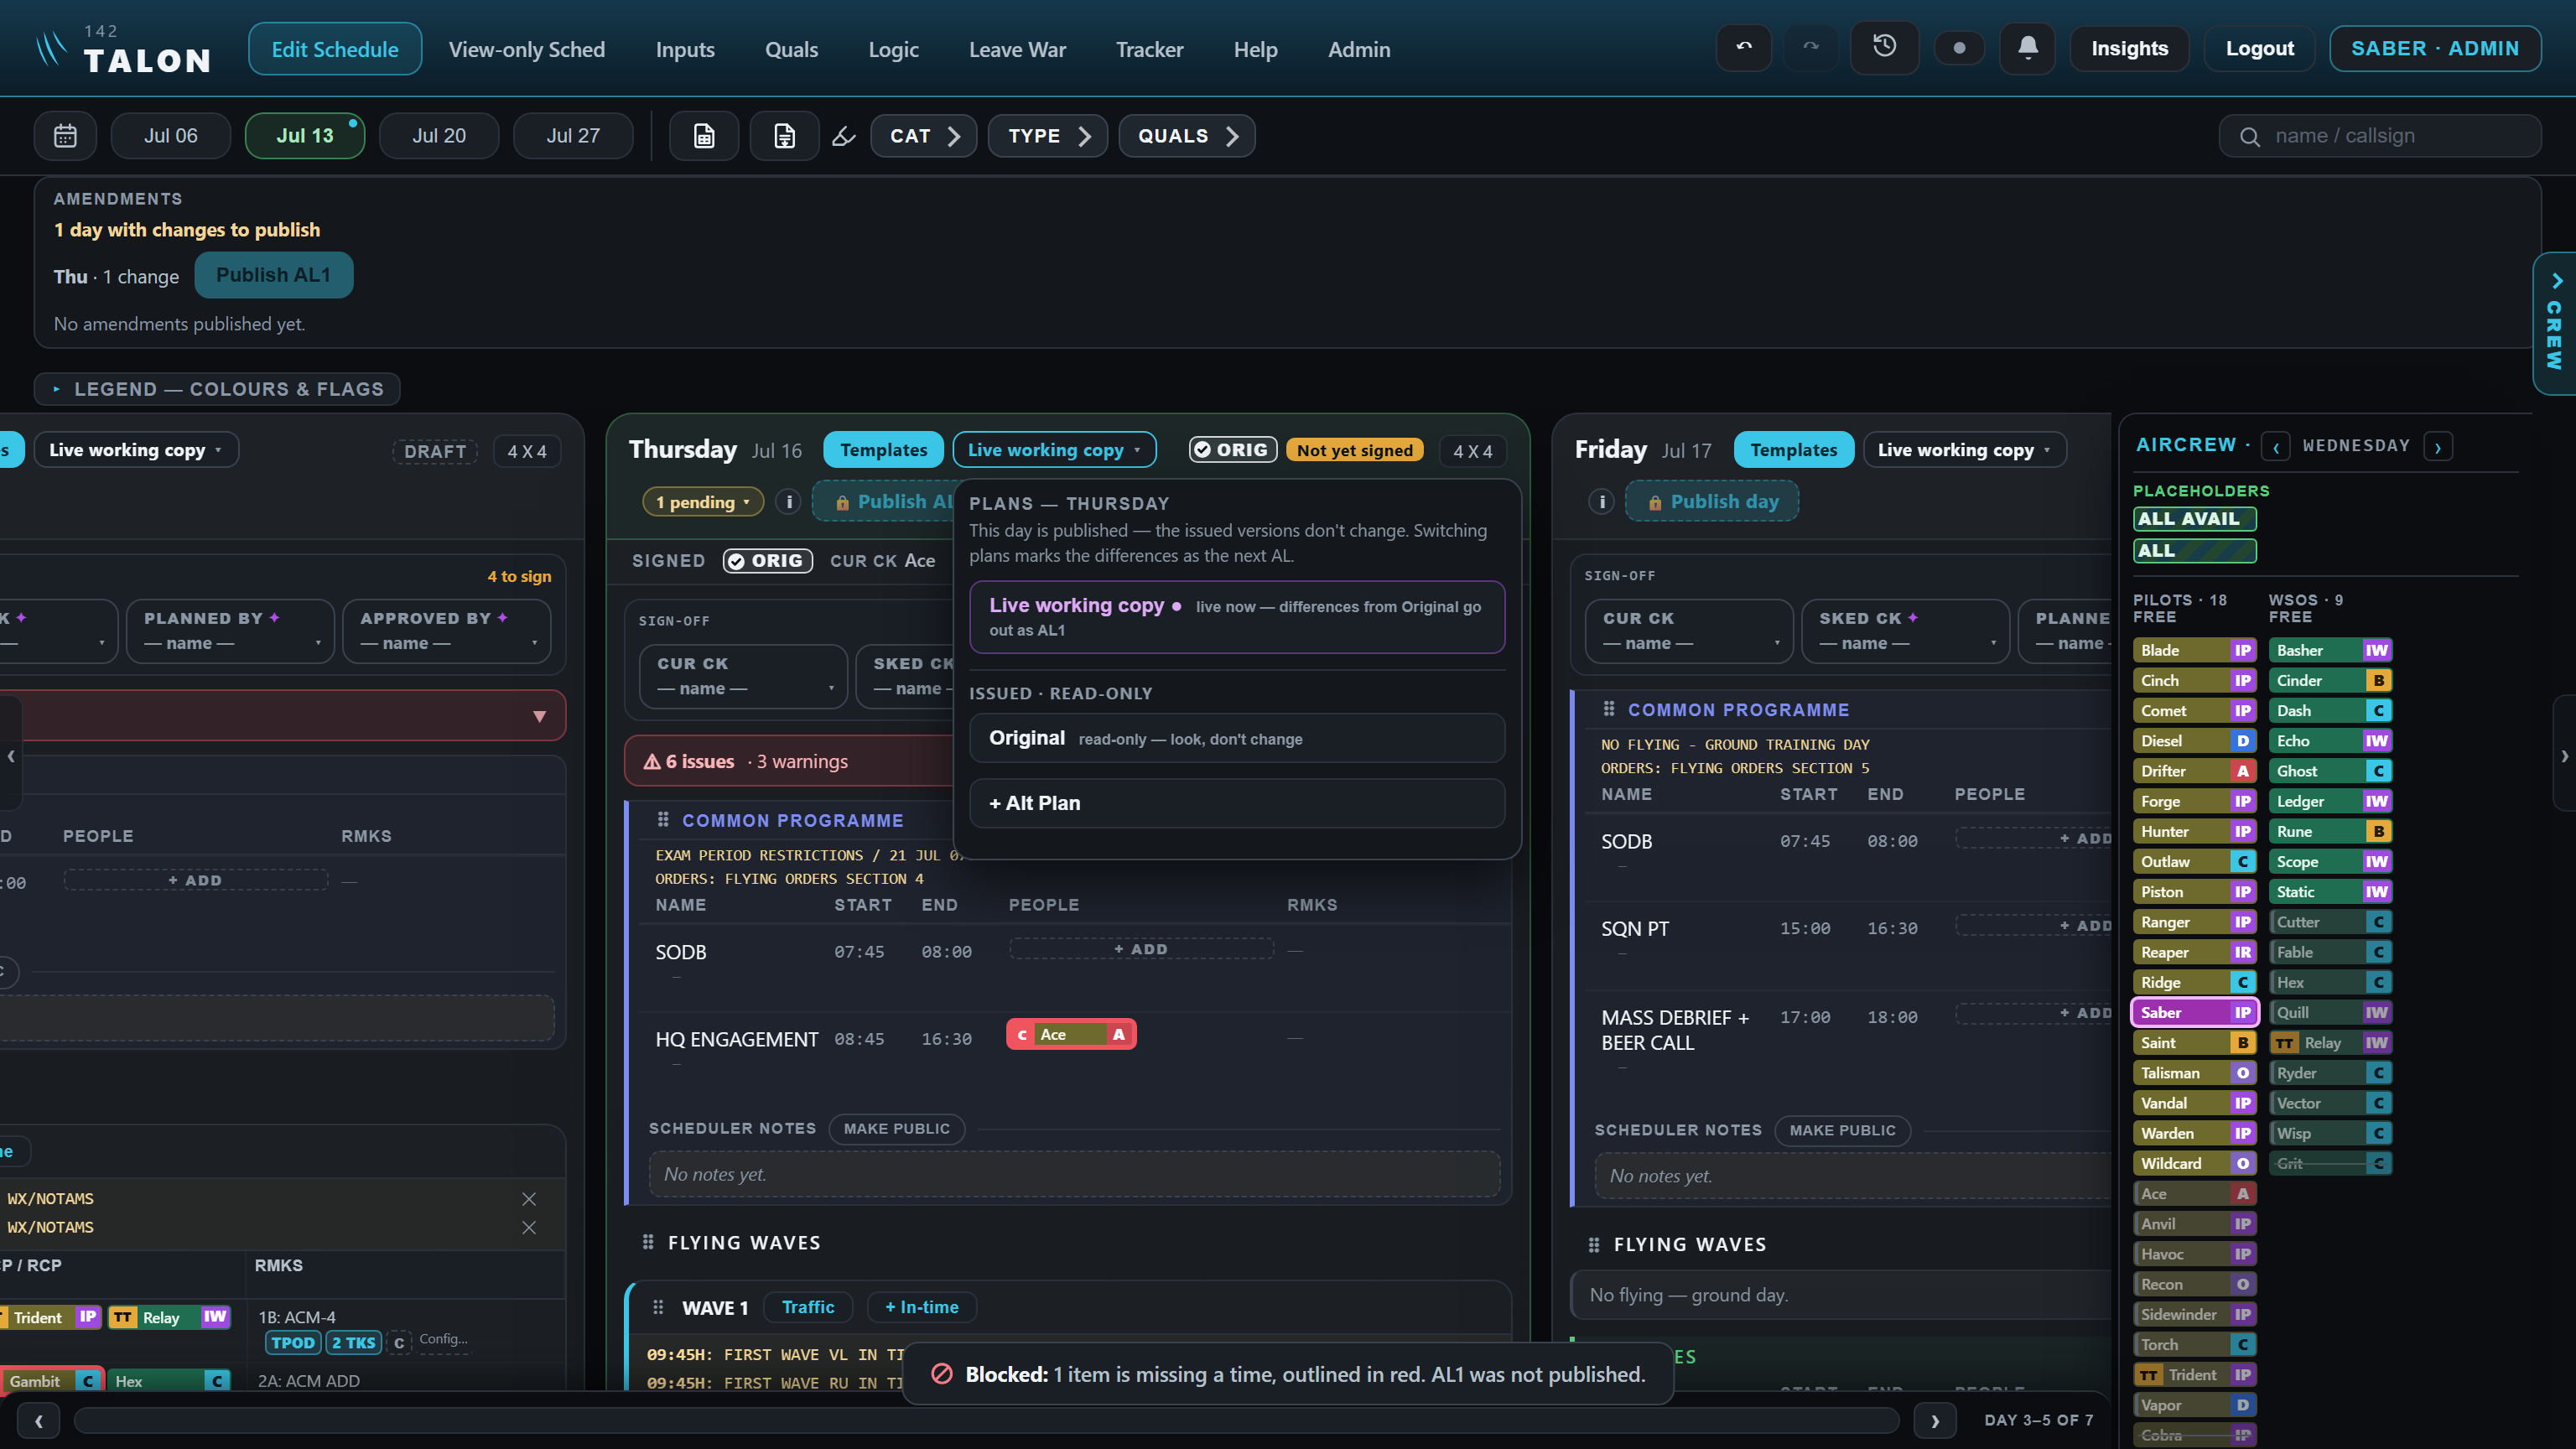 142
TALON
Edit Schedule
View-only Sched
Inputs
Quals
Logic
Leave War
Tracker
Help
Admin
Insights
Logout
SABER · ADMIN
Jul 06
Jul 13
Jul 20
Jul 27
CAT
TYPE
QUALS
name / callsign
AMENDMENTS
1 day with changes to publish
Thu · 1 change
Publish AL1
No amendments published yet.
CREW
LEGEND — COLOURS & FLAGS
Live working copy
DRAFT
4 X 4
4 to sign
PLANNED BY
— name —
APPROVED BY
— name —
PEOPLE
RMKS
:00
+ ADD
—
WX/NOTAMS
WX/NOTAMS
P / RCP
RMKS
Trident IP
TT Relay IW
1B: ACM-4
TPOD
2 TKS
C
Config...
Gambit C
Hex C
2A: ACM ADD
Thursday
Jul 16
Templates
Live working copy
ORIG
Not yet signed
4 X 4
1 pending
i
Publish AL
SIGNED
ORIG
CUR CK Ace
SIGN-OFF
CUR CK
— name —
SKED CK
— name
6 issues · 3 warnings
PLANS — THURSDAY
This day is published — the issued versions don't change. Switching
plans marks the differences as the next AL.
Live working copy ● live now — differences from Original go
out as AL1
ISSUED · READ-ONLY
Original read-only — look, don't change
+ Alt Plan
COMMON PROGRAMME
EXAM PERIOD RESTRICTIONS / 21 JUL
ORDERS: FLYING ORDERS SECTION 4
NAME
START
END
PEOPLE
RMKS
SODB
07:45
08:00
+ ADD
—
—
HQ ENGAGEMENT
08:45
16:30
C Ace A
—
—
SCHEDULER NOTES
MAKE PUBLIC
No notes yet.
FLYING WAVES
WAVE 1
Traffic
+ In-time
09:45H: FIRST WAVE VL IN TI
09:45H: FIRST WAVE RU IN TI
Friday
Jul 17
Templates
Live working copy
i
Publish day
SIGN-OFF
CUR CK
— name —
SKED CK
— name —
PLANNE
— name —
COMMON PROGRAMME
NO FLYING - GROUND TRAINING DAY
ORDERS: FLYING ORDERS SECTION 5
NAME
START
END
PEOPLE
SODB
07:45
08:00
+ ADD
—
SQN PT
15:00
16:30
+ ADD
—
MASS DEBRIEF +
BEER CALL
17:00
18:00
+ ADD
—
SCHEDULER NOTES
MAKE PUBLIC
No notes yet.
FLYING WAVES
No flying — ground day.
ES
Blocked: 1 item is missing a time, outlined in red. AL1 was not published.
DAY 3–5 OF 7
AIRCREW ·
WEDNESDAY
PLACEHOLDERS
ALL AVAIL
ALL
PILOTS · 18
FREE
WSOS · 9
FREE
Blade IP
Basher IW
Cinch IP
Cinder B
Comet IP
Dash C
Diesel D
Echo IW
Drifter A
Ghost C
Forge IP
Ledger IW
Hunter IP
Rune B
Outlaw C
Scope IW
Piston IP
Static IW
Ranger IP
Cutter C
Reaper IR
Fable C
Ridge C
Hex C
Saber IP
Quill IW
Saint B
TT Relay IW
Talisman O
Ryder C
Vandal IP
Vector C
Warden IP
Wisp C
Wildcard O
Grit C
Ace A
Anvil IP
Havoc IP
Recon O
Sidewinder IP
Torch C
TT Trident IP
Vapor D
Cobra IP